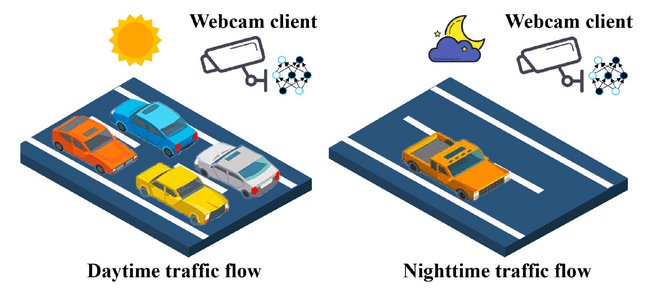 Webcam client
Webcam client
Daytime traffic flow
Nighttime traffic flow